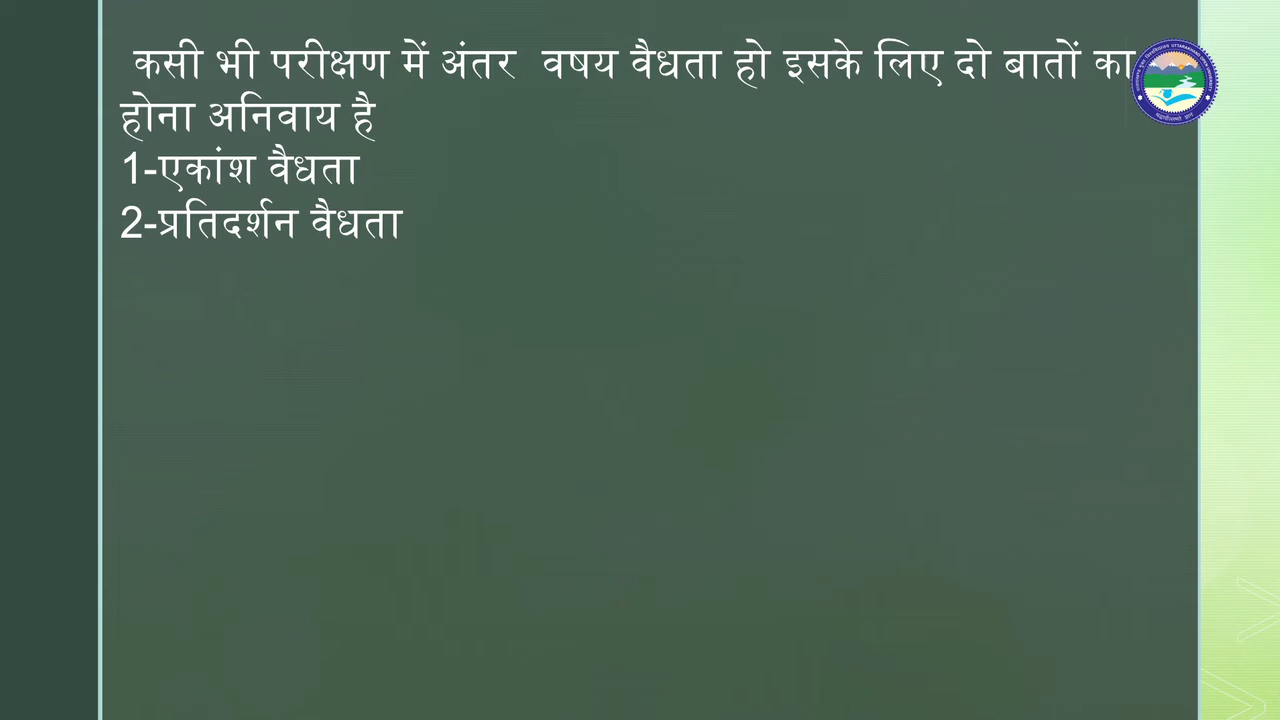 कसी भी परीक्षण में अंतर वषय वैधता हो इसके लिए दो बातों का
होना अनिवाय है
1-एकांश वैधता
2-प्रतिदर्शन वैधता